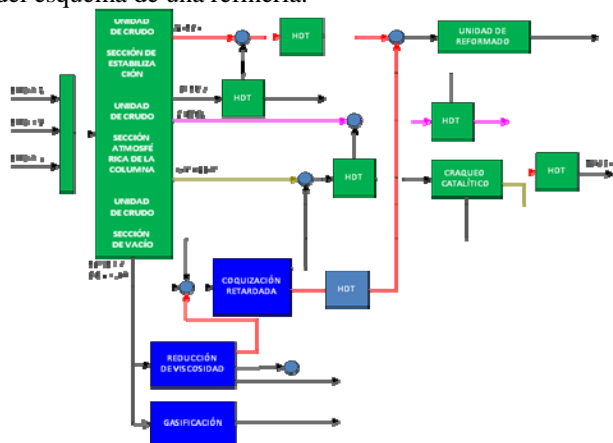 del esquema de una refinería.
UNIDAD
DE CRUDO
SECCIÓN DE
ESTABILIZA
CIÓN
UNIDAD
DE CRUDO
SECCIÓN
ATMOSFÉ
RICA DE LA
COLUMNA
UNIDAD
DE CRUDO
SECCIÓN
DE VACÍO
HDT
HDT
UNIDAD DE
REFORMADO
HDT
HDT
CRAQUEO
CATALÍTICO
HDT
COQUIZACIÓN
RETARDADA
HDT
REDUCCIÓN
DE VISCOSIDAD
GASIFICACIÓN